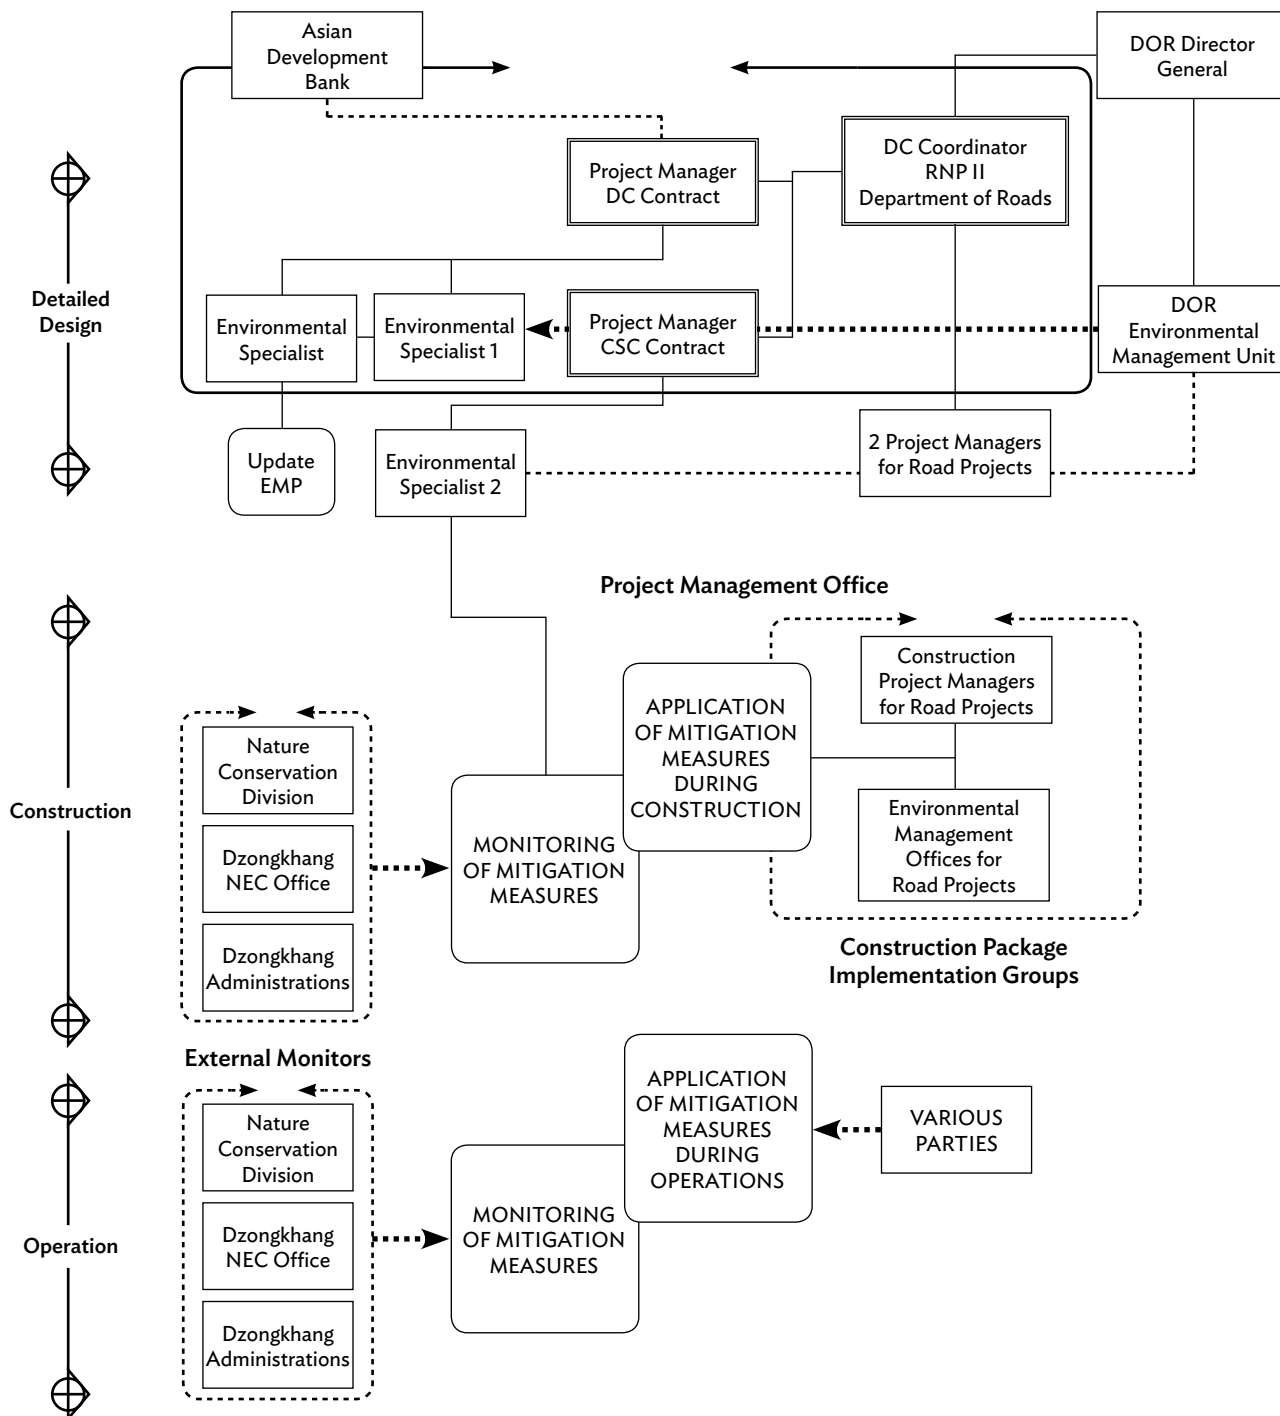 Asian
Development
Bank
DOR Director
General
Project Manager
DC Contract
DC Coordinator
RNP II
Department of Roads
Detailed
Design
Environmental
Specialist
Environmental
Specialist 1
Project Manager
CSC Contract
DOR
Environmental
Management Unit
Update
EMP
Environmental
Specialist 2
2 Project Managers
for Road Projects
Project Management Office
Construction
Nature
Conservation
Division
Dzongkhang
NEC Office
Dzongkhang
Administrations
MONITORING
OF MITIGATION
MEASURES
APPLICATION
OF MITIGATION
MEASURES
DURING
CONSTRUCTION
Construction
Project Managers
for Road Projects
Environmental
Management
Offices for
Road Projects
Construction Package
Implementation Groups
External Monitors
Operation
Nature
Conservation
Division
Dzongkhang
NEC Office
Dzongkhang
Administrations
MONITORING
OF MITIGATION
MEASURES
APPLICATION
OF MITIGATION
MEASURES
DURING
OPERATIONS
VARIOUS
PARTIES